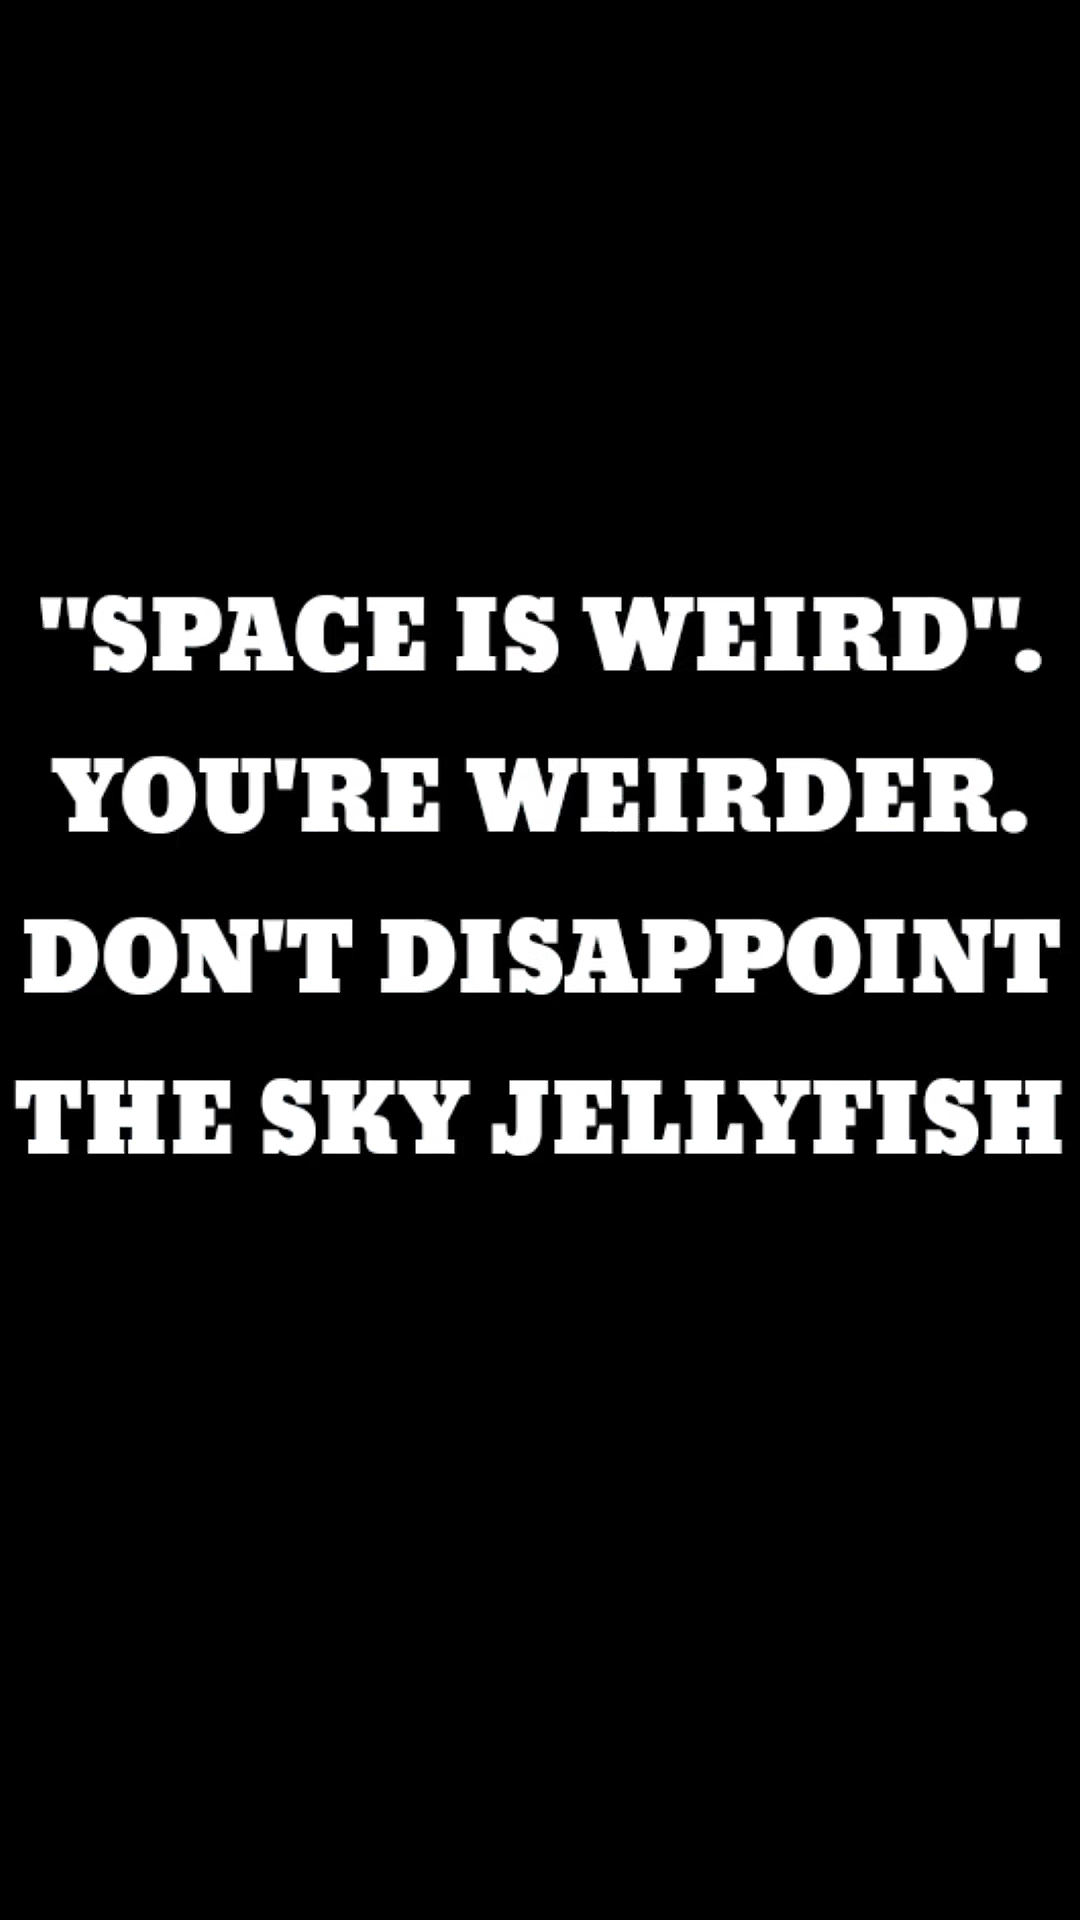 "SPACE IS WEIRD".
YOU'RE WEIRDER.
DON'T DISAPPOINT
THE SKY JELLYFISH